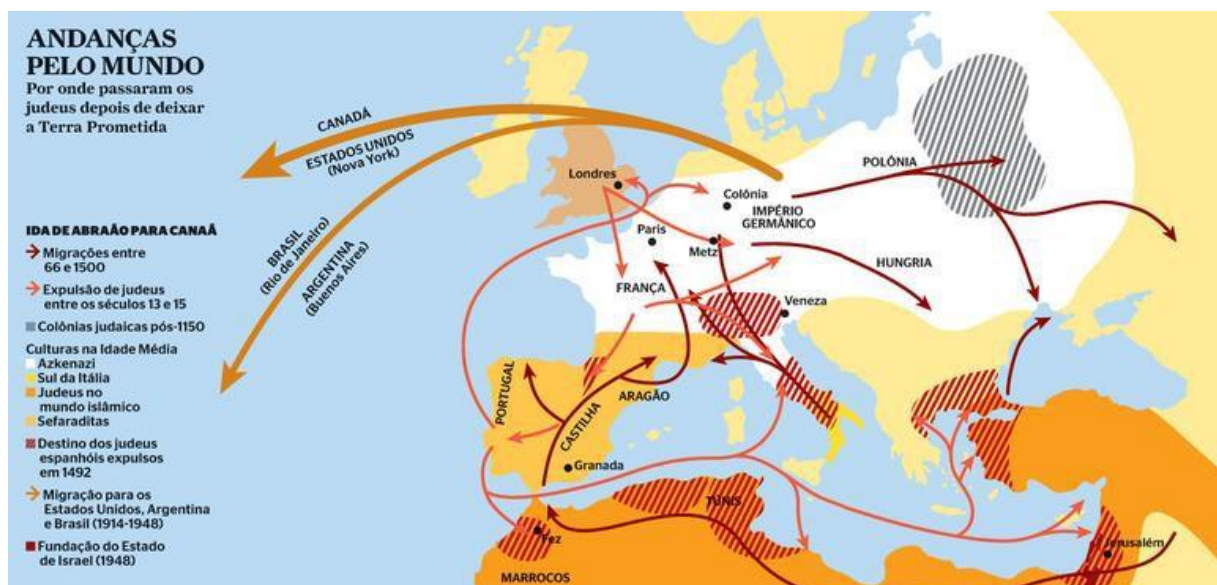 ANDANÇAS
PELO MUNDO
Por onde passaram os
judeus depois de deixar
a Terra Prometida
IDA DE ABRAÃO PARA CANAÃ
Migrações entre
66 e 1500
Expulsão de judeus
entre os séculos 13 e 15
Colônias judaicas pós-1150
Culturas na Idade Média
Azkenazi
Sul da Itália
Judeus no
mundo islâmico
Sefaraditas
Destino dos judeus
espanhóis expulsos
em 1492
Migração para os
Estados Unidos, Argentina
e Brasil (1914-1948)
Fundação do Estado
de Israel (1948)
CANADÁ
ESTADOS UNIDOS
(Nova York)
BRASIL
(Rio de Janeiro)
ARGENTINA
(Buenos Aires)
Londres
Colônia
IMPÉRIO
GERMÂNICO
POLÔNIA
Paris
Metz
HUNGRIA
FRANÇA
Veneza
PORTUGAL
CASTILHA
ARAGÃO
Granada
TÚNIS
Fez
MARROCOS
Jerusalém